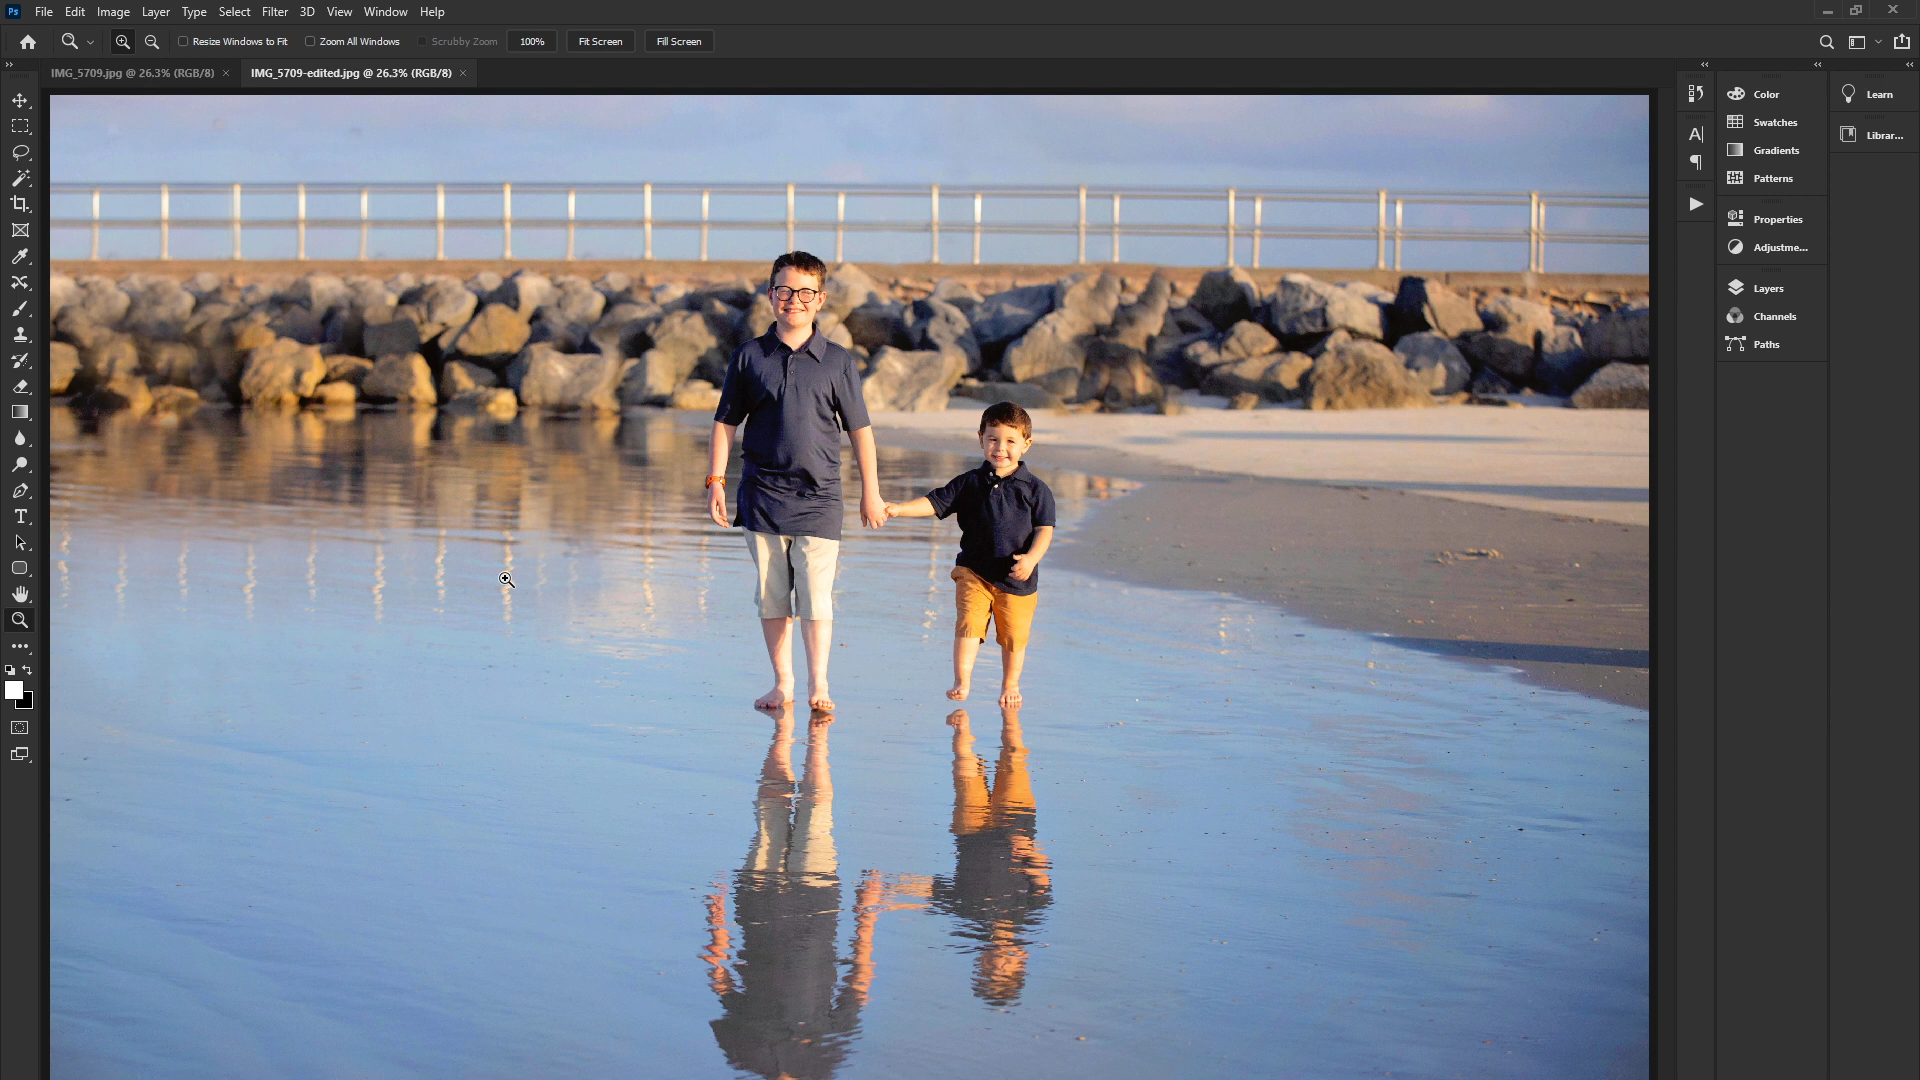 Ps File Edit Image Layer Type Select Filter 3D View Window Help
Resize Windows to Fit Zoom All Windows Scrubby Zoom 100% Fit Screen Fill Screen
IMG_5709.jpg @ 26.3% (RGB/8) × IMG_5709-edited.jpg @ 26.3% (RGB/8) ×
Color
Swatches
Gradients
Patterns
Properties
Adjustme...
Layers
Channels
Paths
Learn
Librar...